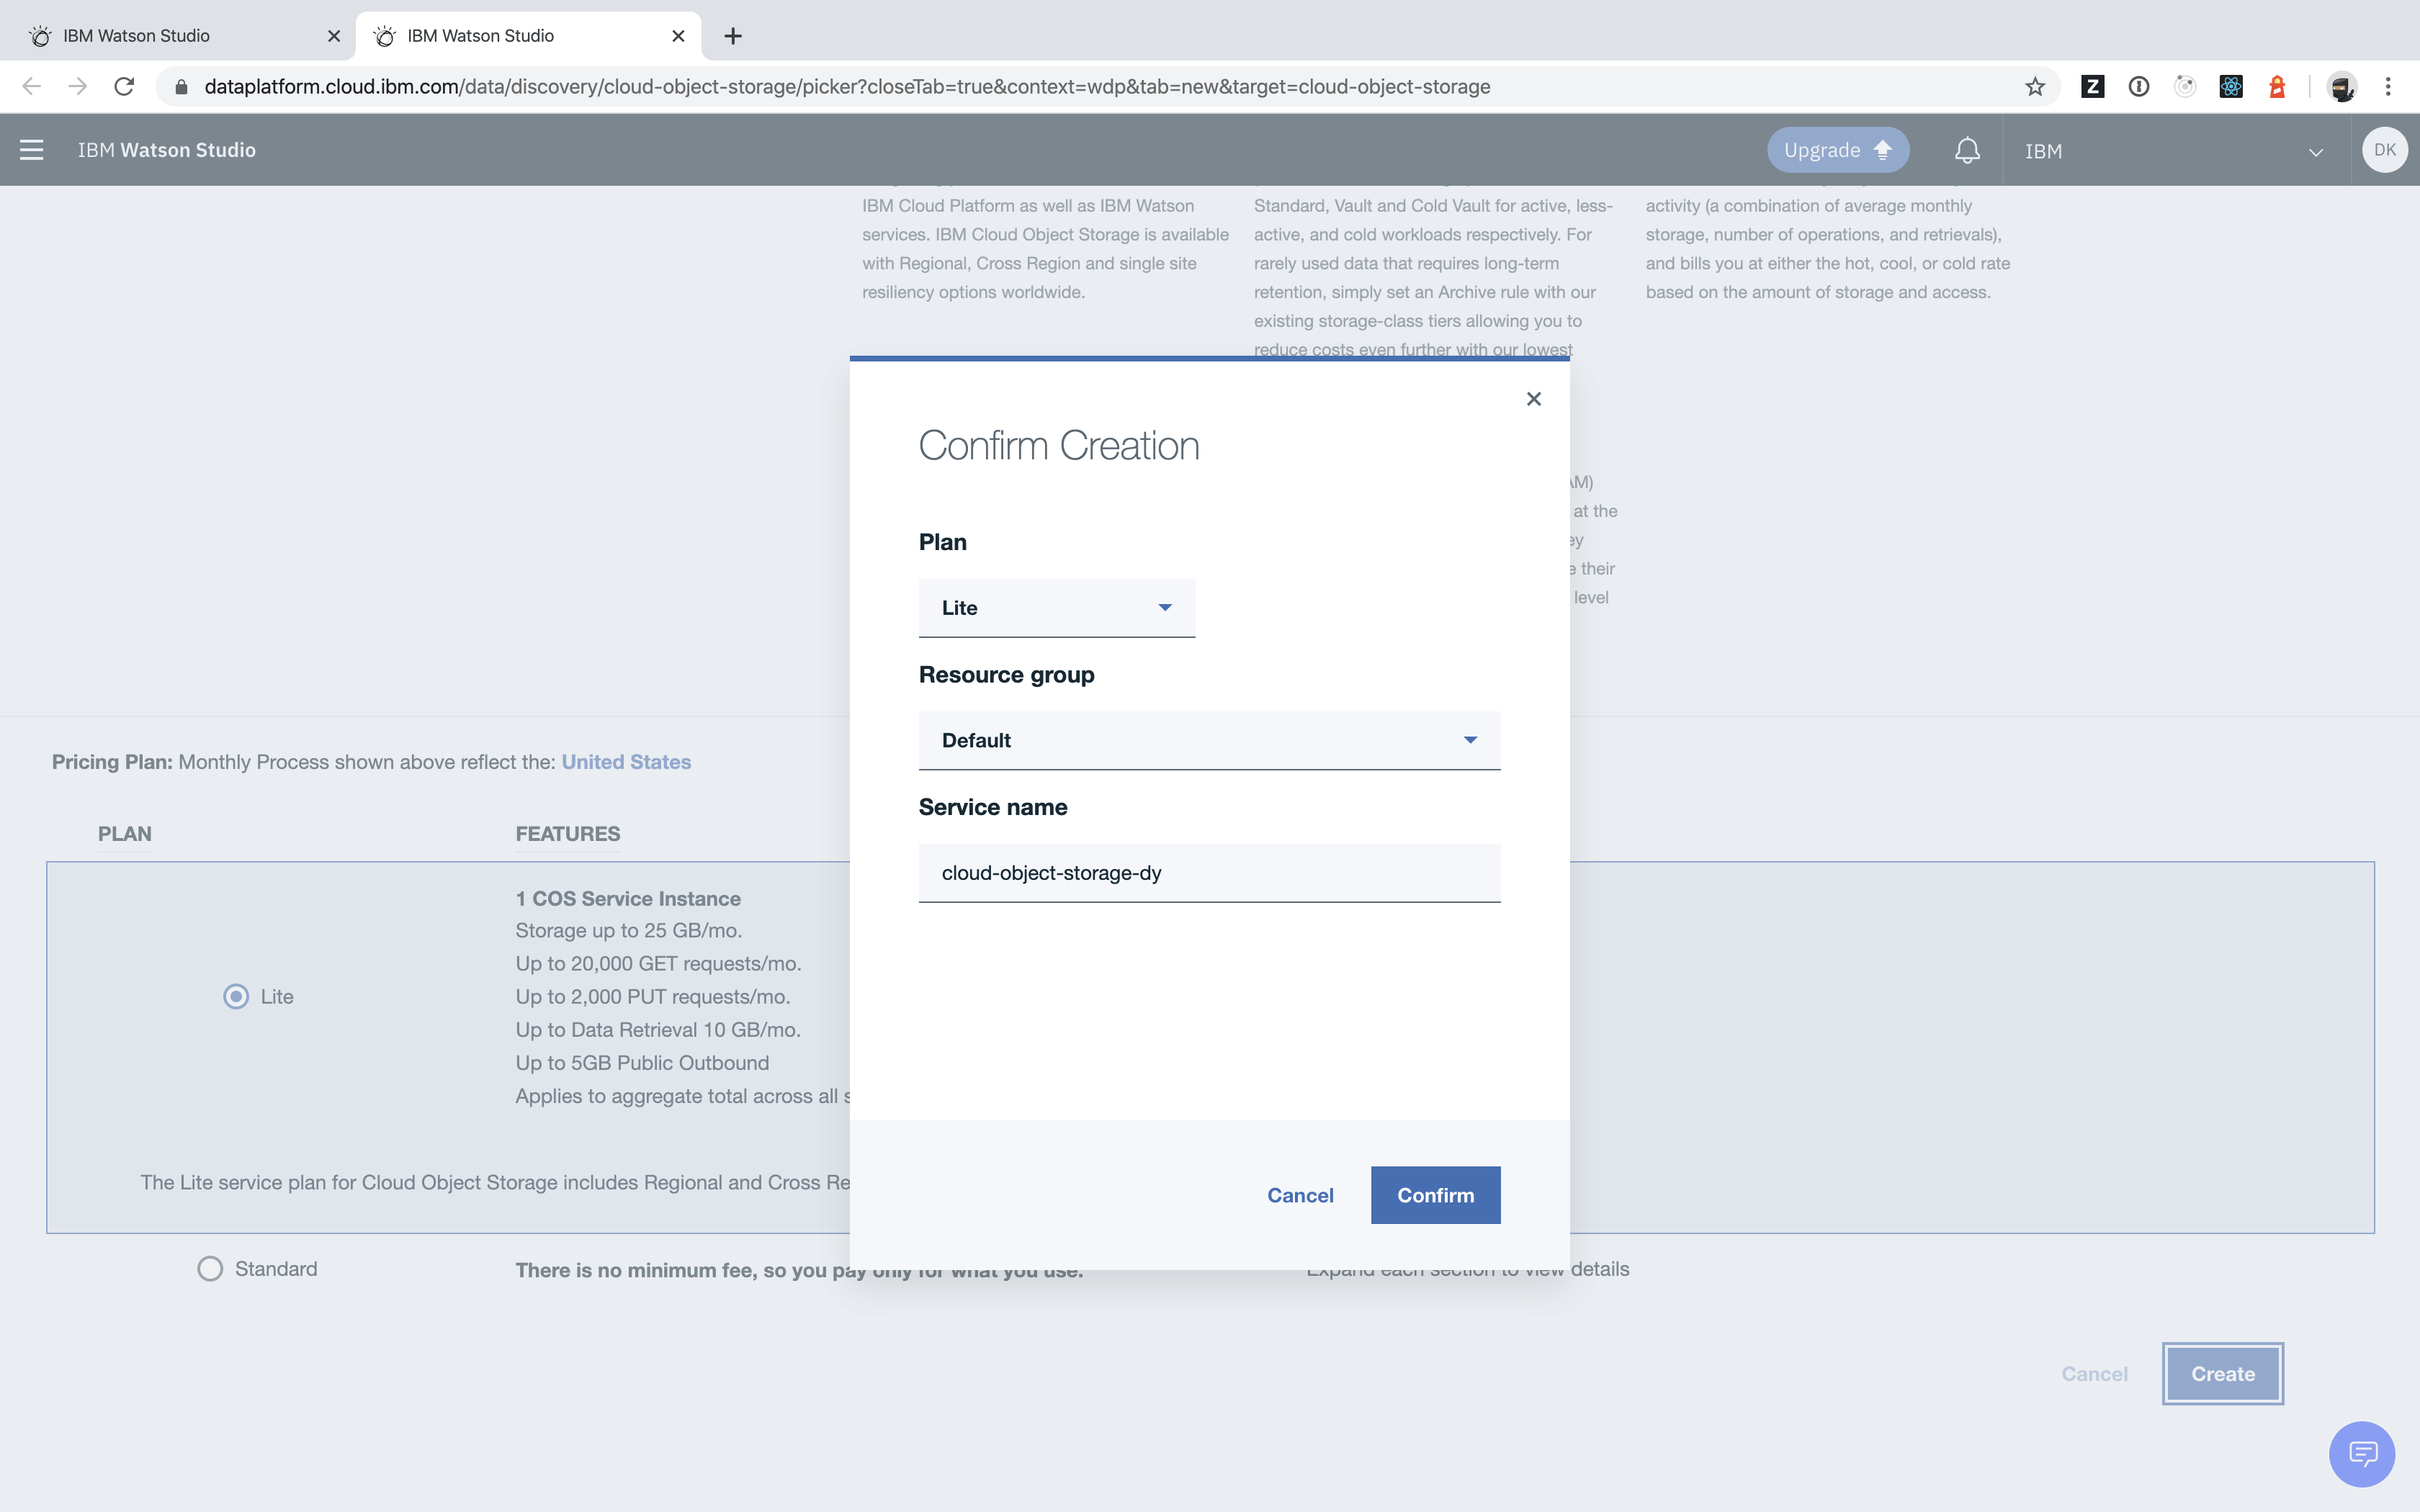 IBM Watson Studio
IBM Watson Studio
dataplatform.cloud.ibm.com/data/discovery/cloud-object-storage/picker?closeTab=true&context=wdp&tab=new&target=cloud-object-storage
IBM Watson Studio
Upgrade
IBM
DK
IBM Cloud Platform as well as IBM Watson
services. IBM Cloud Object Storage is available
with Regional, Cross Region and single site
resiliency options worldwide.
Standard, Vault and Cold Vault for active, less-
active, and cold workloads respectively. For
rarely used data that requires long-term
retention, simply set an Archive rule with our
existing storage-class tiers allowing you to
reduce costs even further with our lowest
activity (a combination of average monthly
storage, number of operations, and retrievals),
and bills you at either the hot, cool, or cold rate
based on the amount of storage and access.
AM)
at the
ey
e their
level
Confirm Creation
Plan
Lite
Resource group
Default
Service name
cloud-object-storage-dy
Cancel
Confirm
Pricing Plan: Monthly Process shown above reflect the: United States
PLAN
FEATURES
Lite
1 COS Service Instance
Storage up to 25 GB/mo.
Up to 20,000 GET requests/mo.
Up to 2,000 PUT requests/mo.
Up to Data Retrieval 10 GB/mo.
Up to 5GB Public Outbound
Applies to aggregate total across all s
The Lite service plan for Cloud Object Storage includes Regional and Cross Re
Standard
There is no minimum fee, so you pay only for what you use.
Expand each section to view details
Cancel
Create